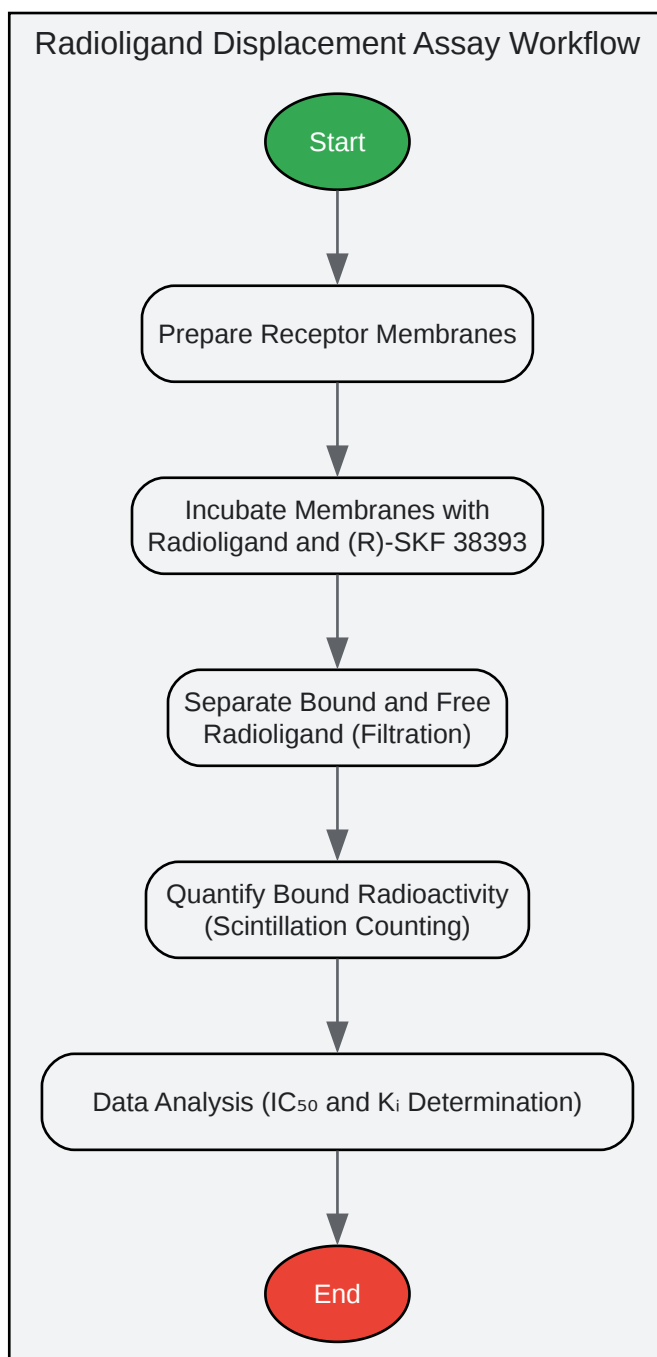 Radioligand Displacement Assay Workflow
Start
Prepare Receptor Membranes
Incubate Membranes with
Radioligand and (R)-SKF 38393
Separate Bound and Free
Radioligand (Filtration)
Quantify Bound Radioactivity
(Scintillation Counting)
Data Analysis (IC₅₀ and Kᵢ Determination)
End